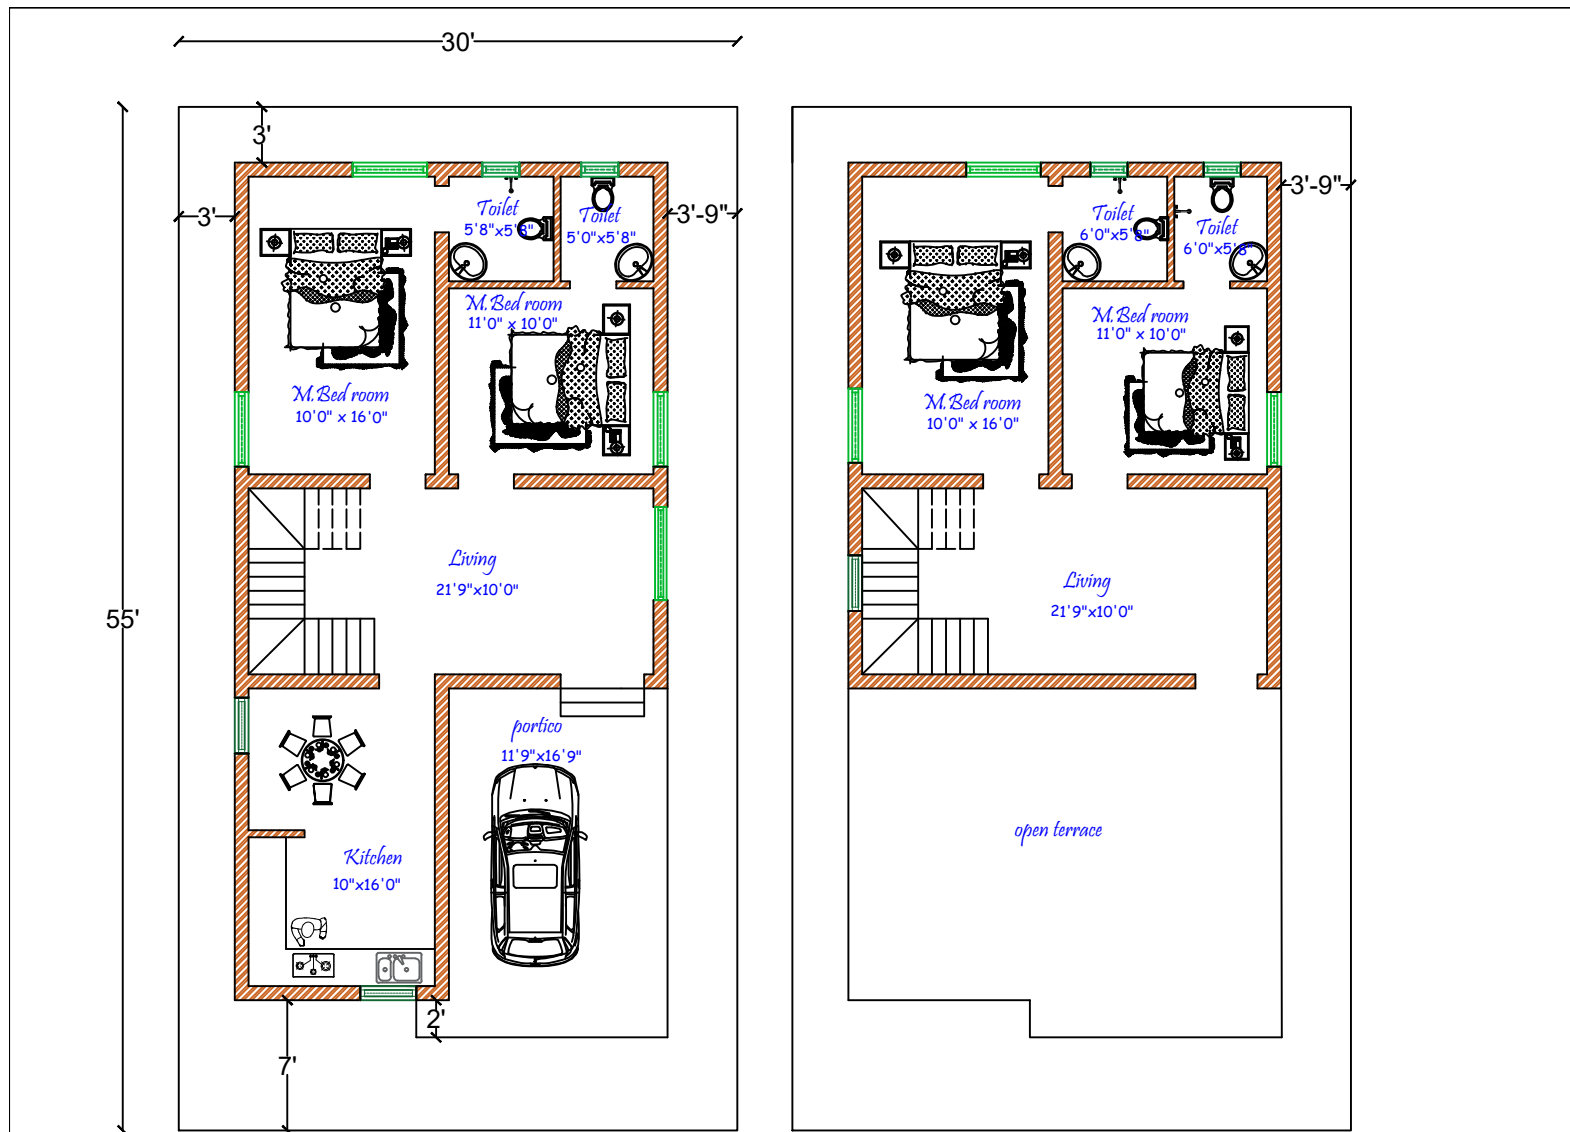 30'
3'
3'
3'-9"
Toilet
5'8"x5'8"
Toilet
5'0"x5'8"
M.Bed room
11'0" x 10'0"
M.Bed room
10'0" x 16'0"
Living
21'9"x10'0"
55'
portico
11'9"x16'9"
Kitchen
10"x16'0"
2'
7'
3'-9"
Toilet
6'0"x5'8"
Toilet
6'0"x5'8"
M.Bed room
11'0" x 10'0"
M.Bed room
10'0" x 16'0"
Living
21'9"x10'0"
open terrace